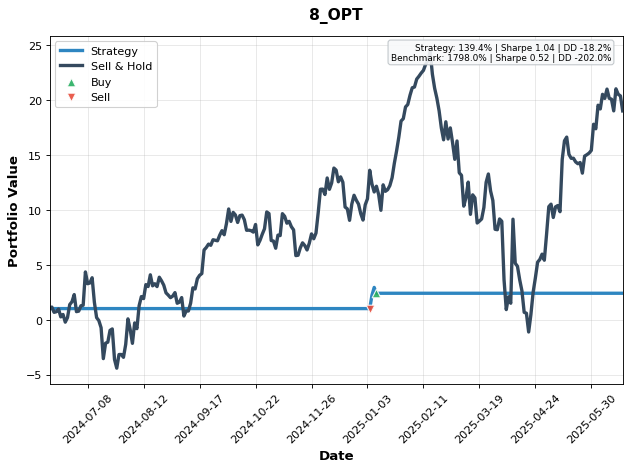 8_OPT
Strategy: 139.4% | Sharpe 1.04 | DD -18.2%
Benchmark: 1798.0% | Sharpe 0.52 | DD -202.0%
Strategy
Sell & Hold
Buy
Sell
Portfolio Value
25
20
15
10
5
0
−5
2024-07-08
2024-08-12
2024-09-17
2024-10-22
2024-11-26
2025-01-03
2025-02-11
2025-03-19
2025-04-24
2025-05-30
Date